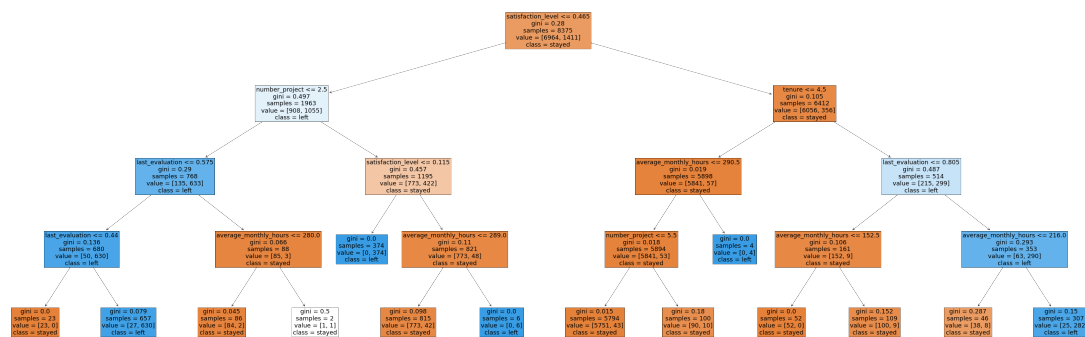 satisfaction_level <= 0.465
gini = 0.28
samples = 8375
value = [6964, 1411]
class = stayed
number_project <= 2.5
gini = 0.497
samples = 1963
value = [908, 1055]
class = left
tenure <= 4.5
gini = 0.105
samples = 6412
value = [6056, 356]
class = stayed
last_evaluation <= 0.575
gini = 0.29
samples = 768
value = [135, 633]
class = left
satisfaction_level <= 0.115
gini = 0.457
samples = 1195
value = [773, 422]
class = stayed
average_monthly_hours <= 290.5
gini = 0.019
samples = 5898
value = [5841, 57]
class = stayed
last_evaluation <= 0.805
gini = 0.487
samples = 514
value = [215, 299]
class = left
last_evaluation <= 0.44
gini = 0.136
samples = 680
value = [50, 630]
class = left
average_monthly_hours <= 280.0
gini = 0.066
samples = 88
value = [85, 3]
class = stayed
gini = 0.0
samples = 374
value = [0, 374]
class = left
average_monthly_hours <= 289.0
gini = 0.11
samples = 821
value = [773, 48]
class = stayed
number_project <= 5.5
gini = 0.018
samples = 5894
value = [5841, 53]
class = stayed
gini = 0.0
samples = 4
value = [0, 4]
class = left
average_monthly_hours <= 152.5
gini = 0.106
samples = 161
value = [152, 9]
class = stayed
average_monthly_hours <= 216.0
gini = 0.293
samples = 353
value = [63, 290]
class = left
gini = 0.0
samples = 23
value = [23, 0]
class = stayed
gini = 0.079
samples = 657
value = [27, 630]
class = left
gini = 0.045
samples = 86
value = [84, 2]
class = stayed
gini = 0.5
samples = 2
value = [1, 1]
class = stayed
gini = 0.098
samples = 815
value = [773, 42]
class = stayed
gini = 0.0
samples = 6
value = [0, 6]
class = left
gini = 0.015
samples = 5794
value = [5751, 43]
class = stayed
gini = 0.18
samples = 100
value = [90, 10]
class = stayed
gini = 0.0
samples = 52
value = [52, 0]
class = stayed
gini = 0.152
samples = 109
value = [100, 9]
class = stayed
gini = 0.287
samples = 46
value = [38, 8]
class = stayed
gini = 0.15
samples = 307
value = [25, 282]
class = left